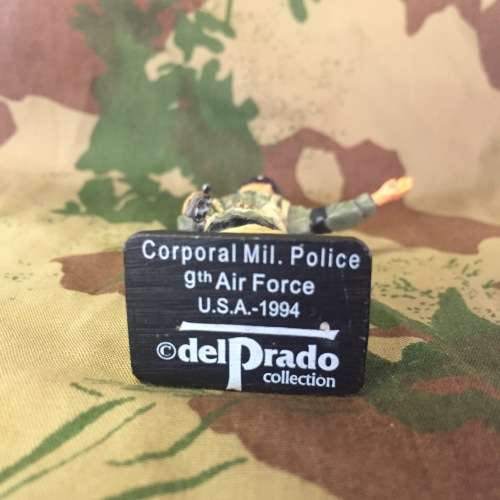 Corporal Mil. Police
9th Air Force
U.S.A.-1994
©delPrado
collection